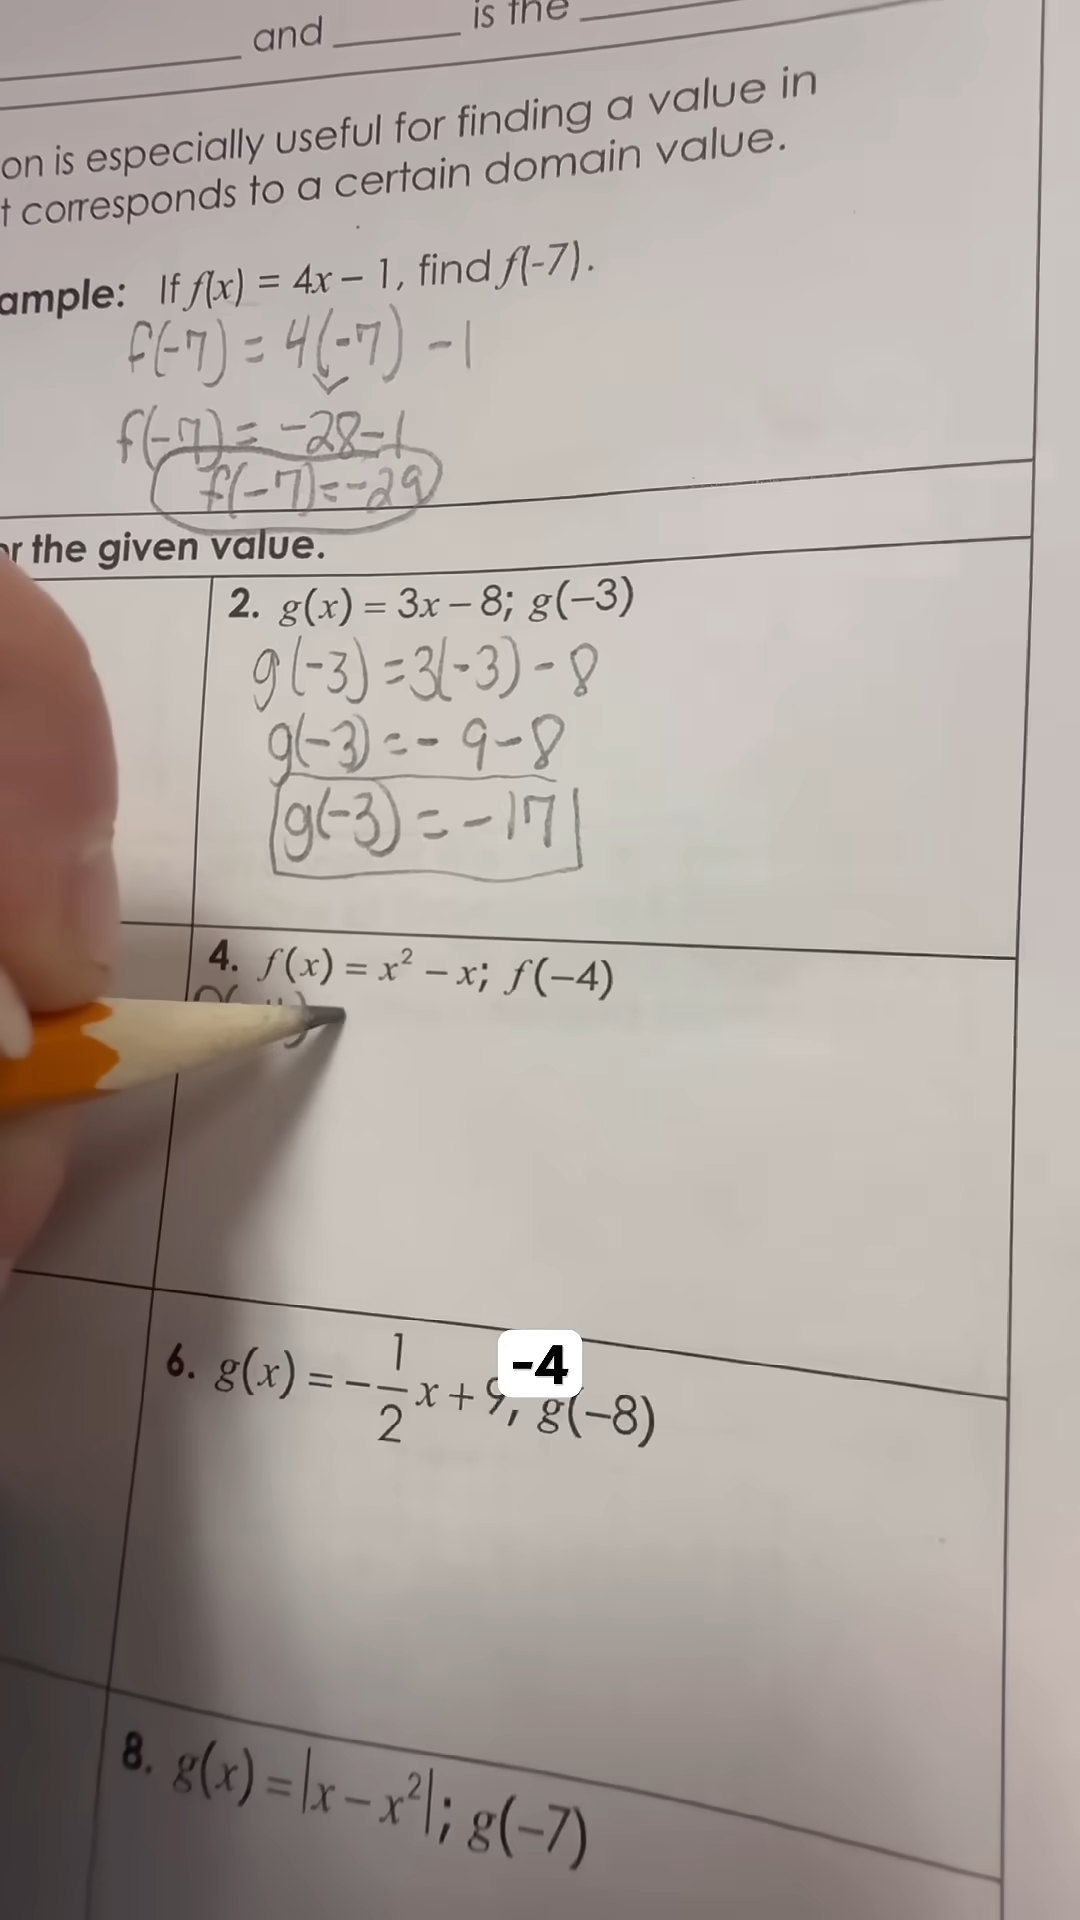 and is the
on is especially useful for finding a value in
t corresponds to a certain domain value.
ample: If f(x) = 4x – 1, find f(-7).
f(-7) = 4(-7) - 1
f(-7) = -28-1
f(-7)=-29
or the given value.
2. g(x) = 3x – 8; g(–3)
g(-3) = 3(-3) - 8
g(-3) = - 9 - 8
g(-3) = -17
4. f(x) = x² – x; f(–4)
6. g(x) = –1/2 x + 9, g(–8)
-4
8. g(x) = |x – x²|; g(–7)